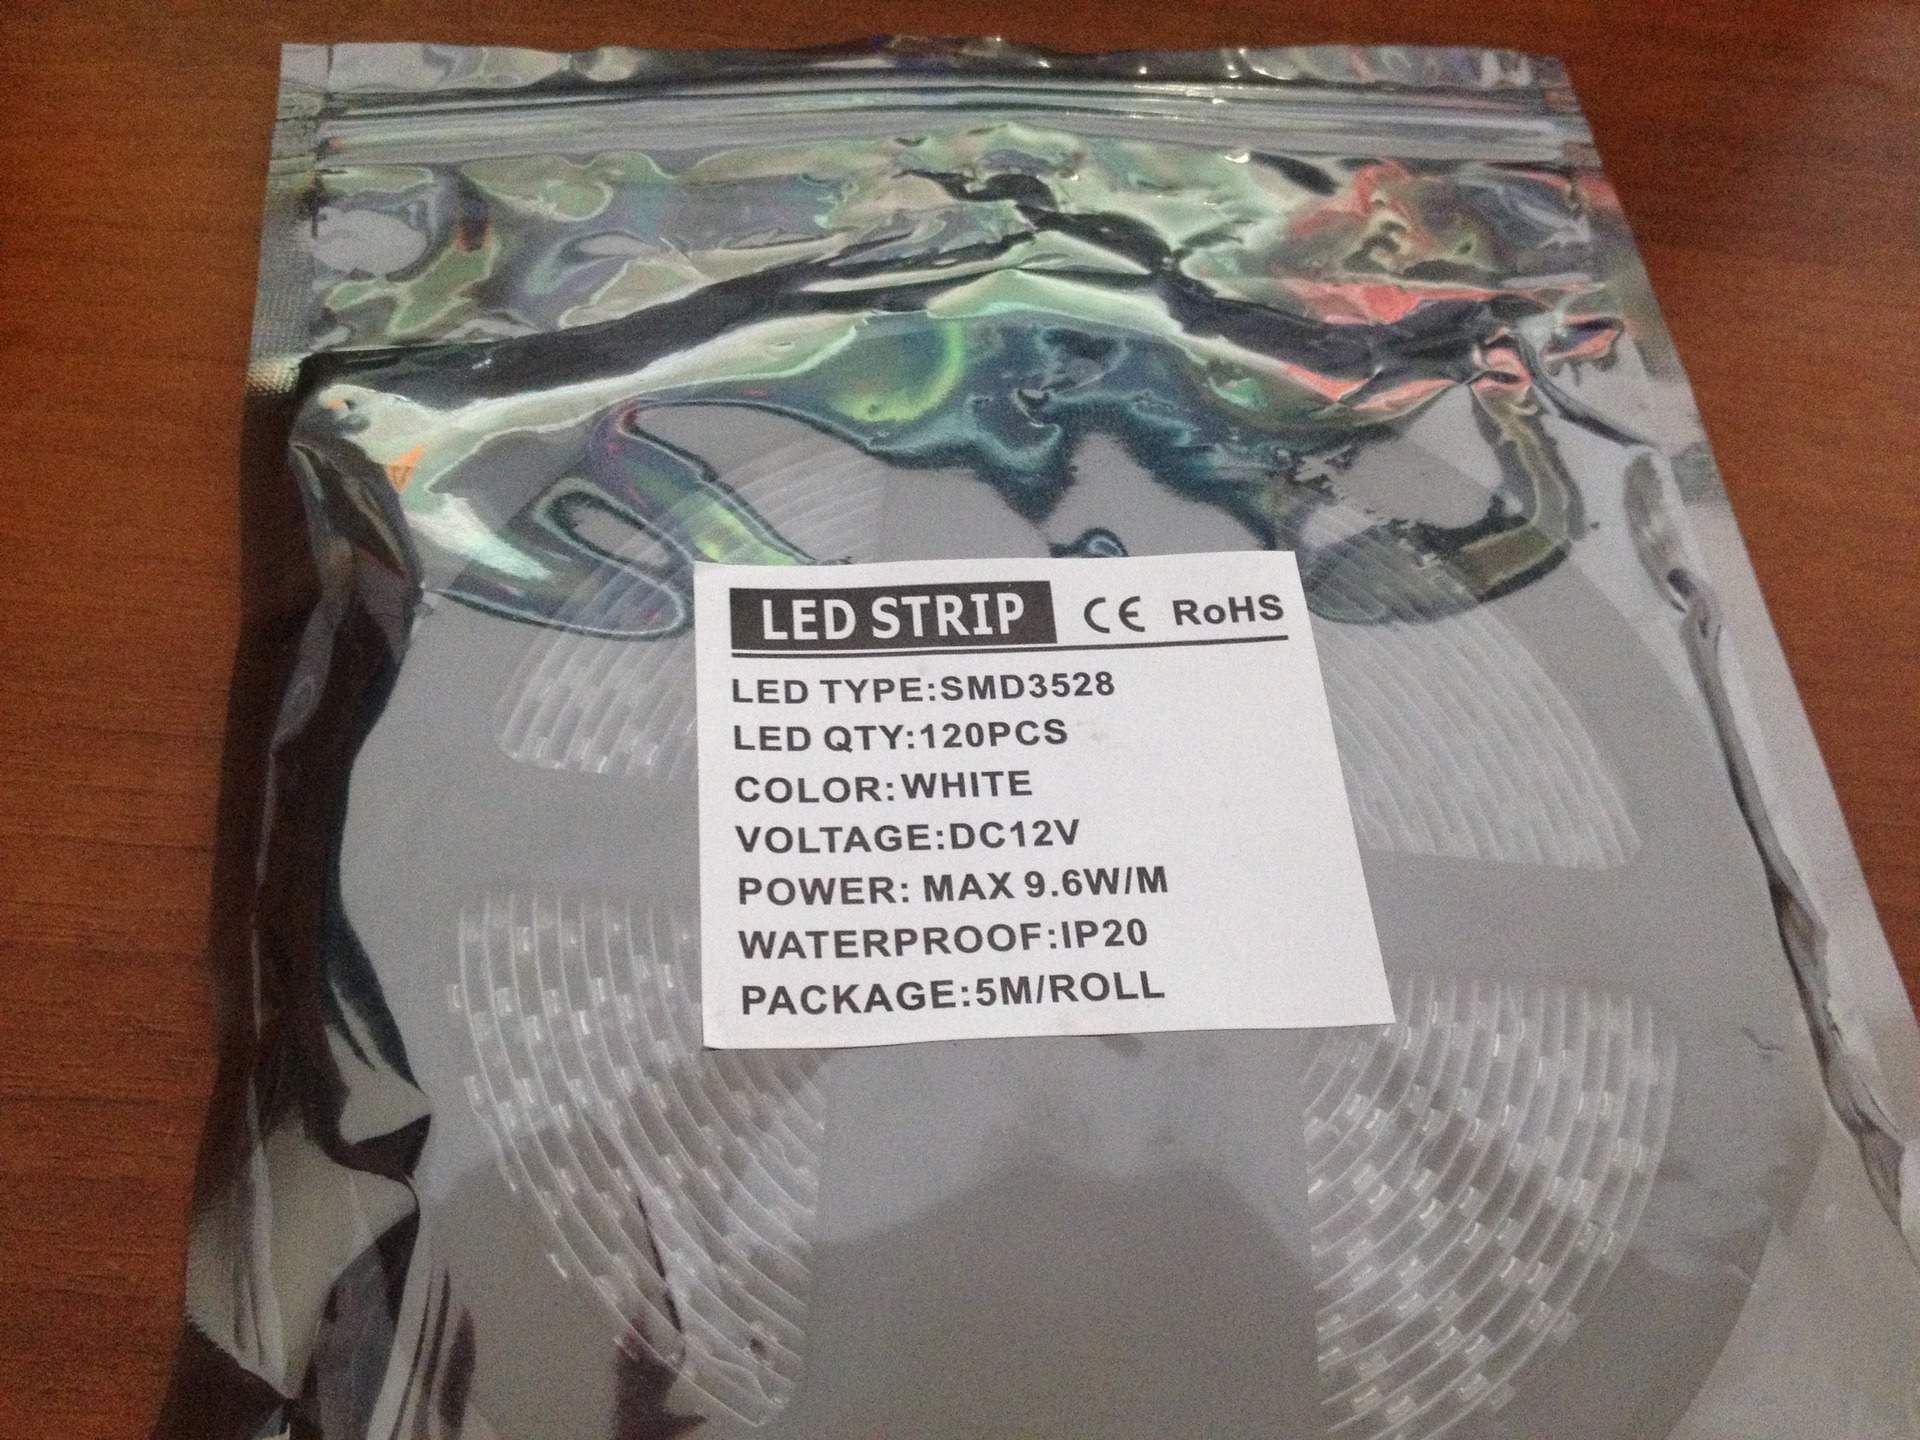 LED STRIP CE RoHS
LED TYPE:SMD3528
LED QTY:120PCS
COLOR:WHITE
VOLTAGE:DC12V
POWER: MAX 9.6W/M
WATERPROOF:IP20
PACKAGE:5M/ROLL